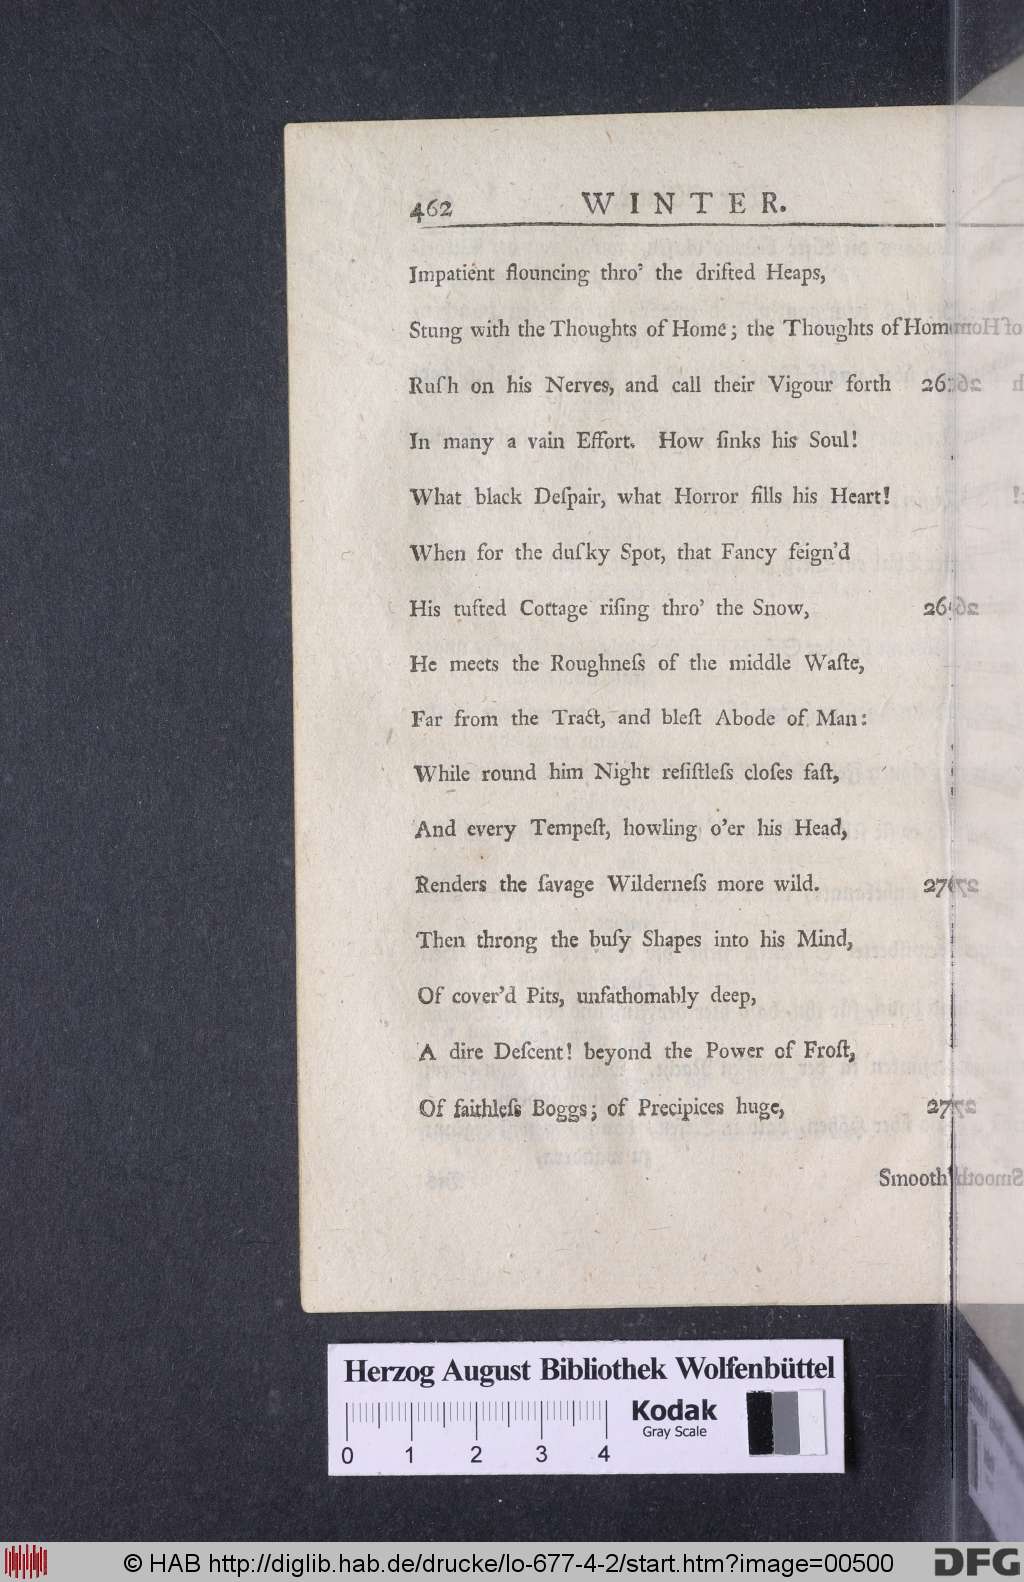 462 WINTER.
Impatient flouncing thro' the drifted Heaps,
Stung with the Thoughts of Home; the Thoughts of Hom
Ruſh on his Nerves, and call their Vigour forth 26
In many a vain Effort. How ſinks his Soul!
What black Deſpair, what Horror fills his Heart!
When for the duſky Spot, that Fancy feign'd
His tufted Cottage riſing thro' the Snow, 26
He meets the Roughneſs of the middle Waſte,
Far from the Tract, and bleſt Abode of Man:
While round him Night reſiſtleſs cloſes faſt,
And every Tempeſt, howling o'er his Head,
Renders the ſavage Wilderneſs more wild. 27
Then throng the buſy Shapes into his Mind,
Of cover'd Pits, unfathomably deep,
A dire Deſcent! beyond the Power of Froſt,
Of faithleſs Boggs; of Precipices huge, 27
Smooth'
Herzog August Bibliothek Wolfenbüttel
Kodak
Gray Scale
0 1 2 3 4
© HAB http://diglib.hab.de/drucke/lo-677-4-2/start.htm?image=00500
DFG